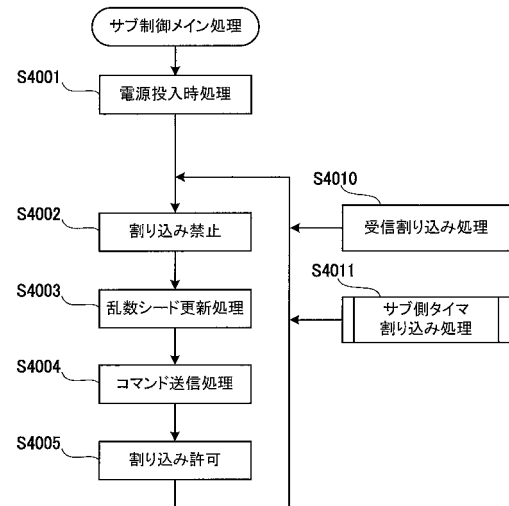 サブ制御メイン処理
S4001
電源投入時処理
S4010
受信割り込み処理
S4002
割り込み禁止
S4011
サブ側タイマ
割り込み処理
S4003
乱数シード更新処理
S4004
コマンド送信処理
S4005
割り込み許可